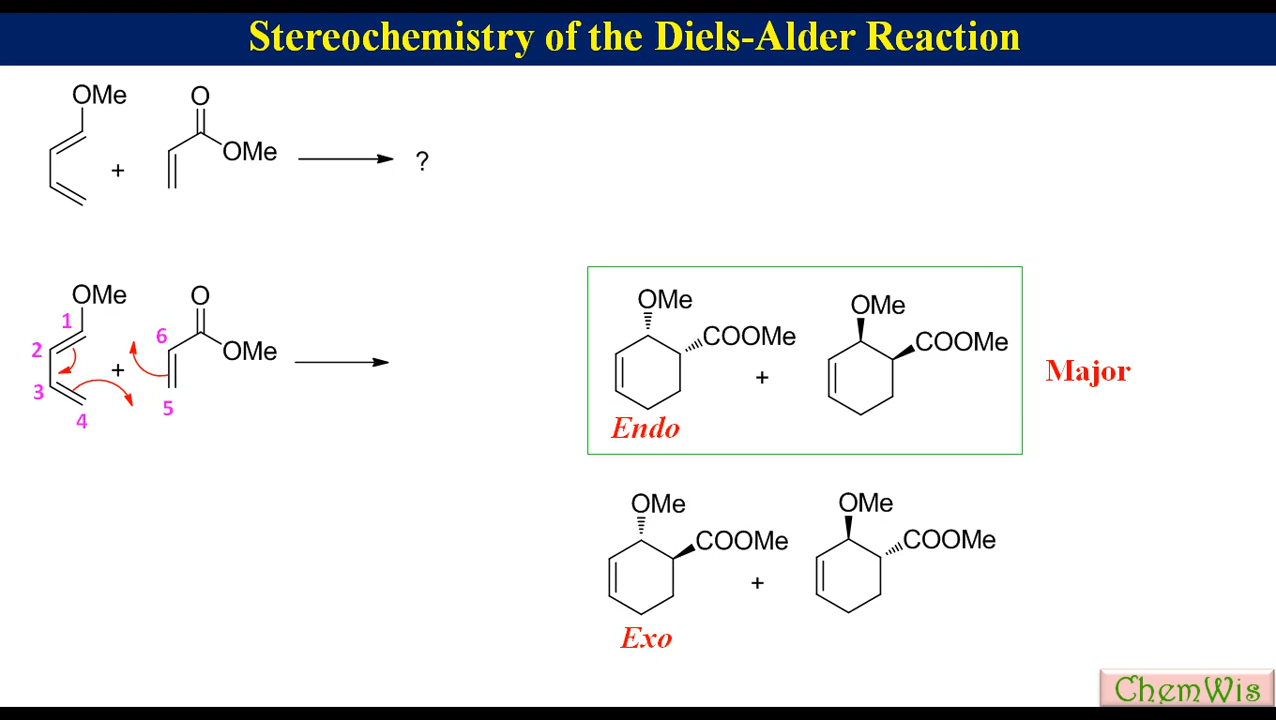 Stereochemistry of the Diels-Alder Reaction
OMe
O
OMe
+
?
OMe
1
2
3
4
+
O
6
OMe
5
OMe
COOMe
+
OMe
COOMe
Endo
Major
OMe
COOMe
+
OMe
COOMe
Exo
ChemWis